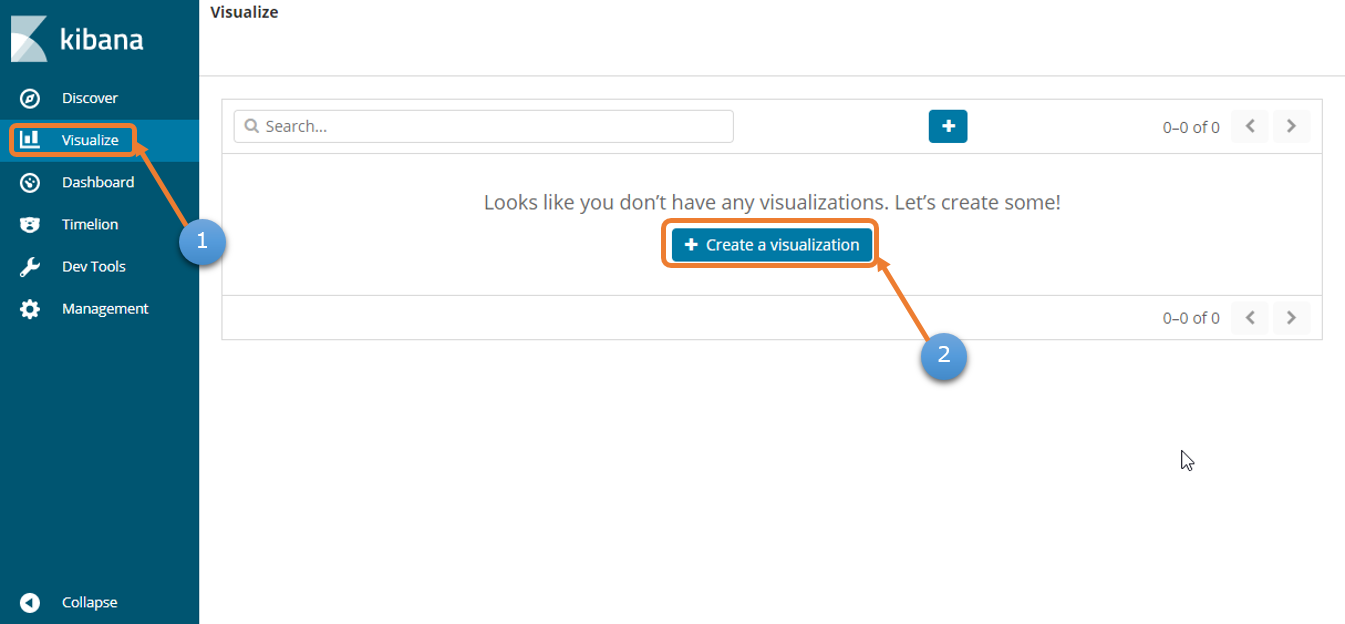 Visualize
kibana
Discover
Visualize
Dashboard
Timelion
Dev Tools
Management
Collapse
1
Search...
0–0 of 0
Looks like you don’t have any visualizations. Let’s create some!
Create a visualization
0–0 of 0
2